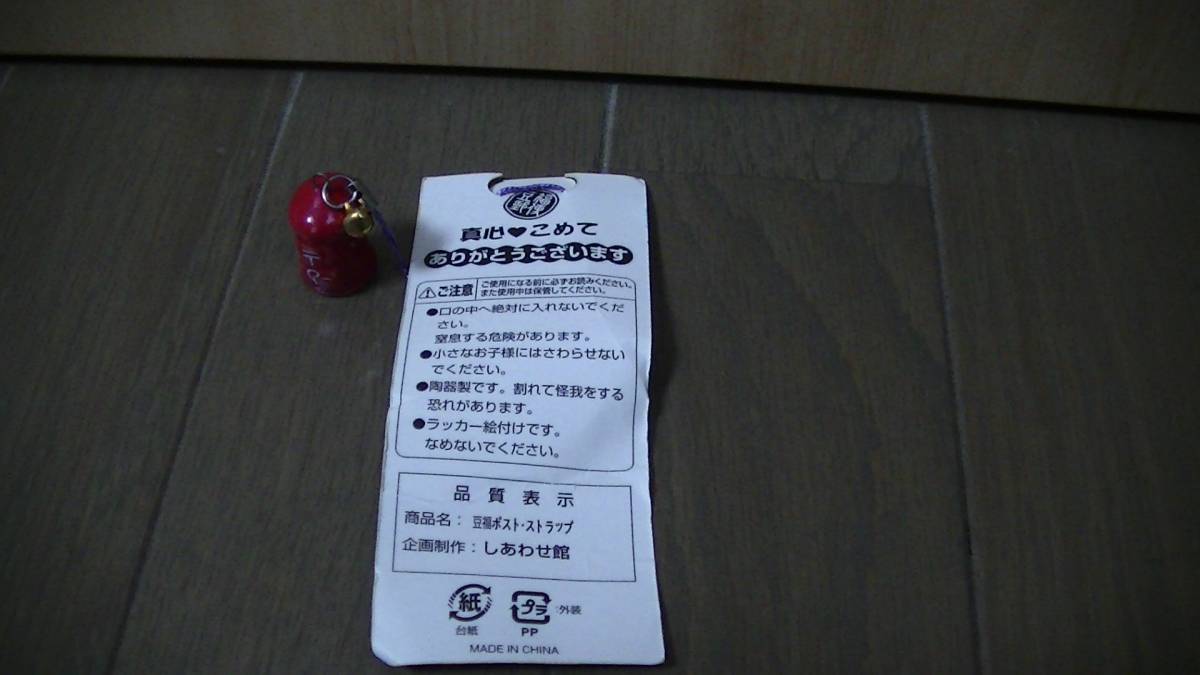 真心♥こめて
ありがとうございます
ご注意
ご使用になる前に必ずお読みください。
また使用中は保管してください。
●口の中へ絶対に入れないでくだ
さい。
窒息する危険があります。
●小さなお子様にはさわらせない
でください。
●陶器製です。割れて怪我をする
恐れがあります。
●ラッカー絵付けです。
なめないでください。
品質表示
商品名：豆福ポスト・ストラップ
企画制作：しあわせ館
紙
台紙
プラ
:外装
PP
MADE IN CHINA